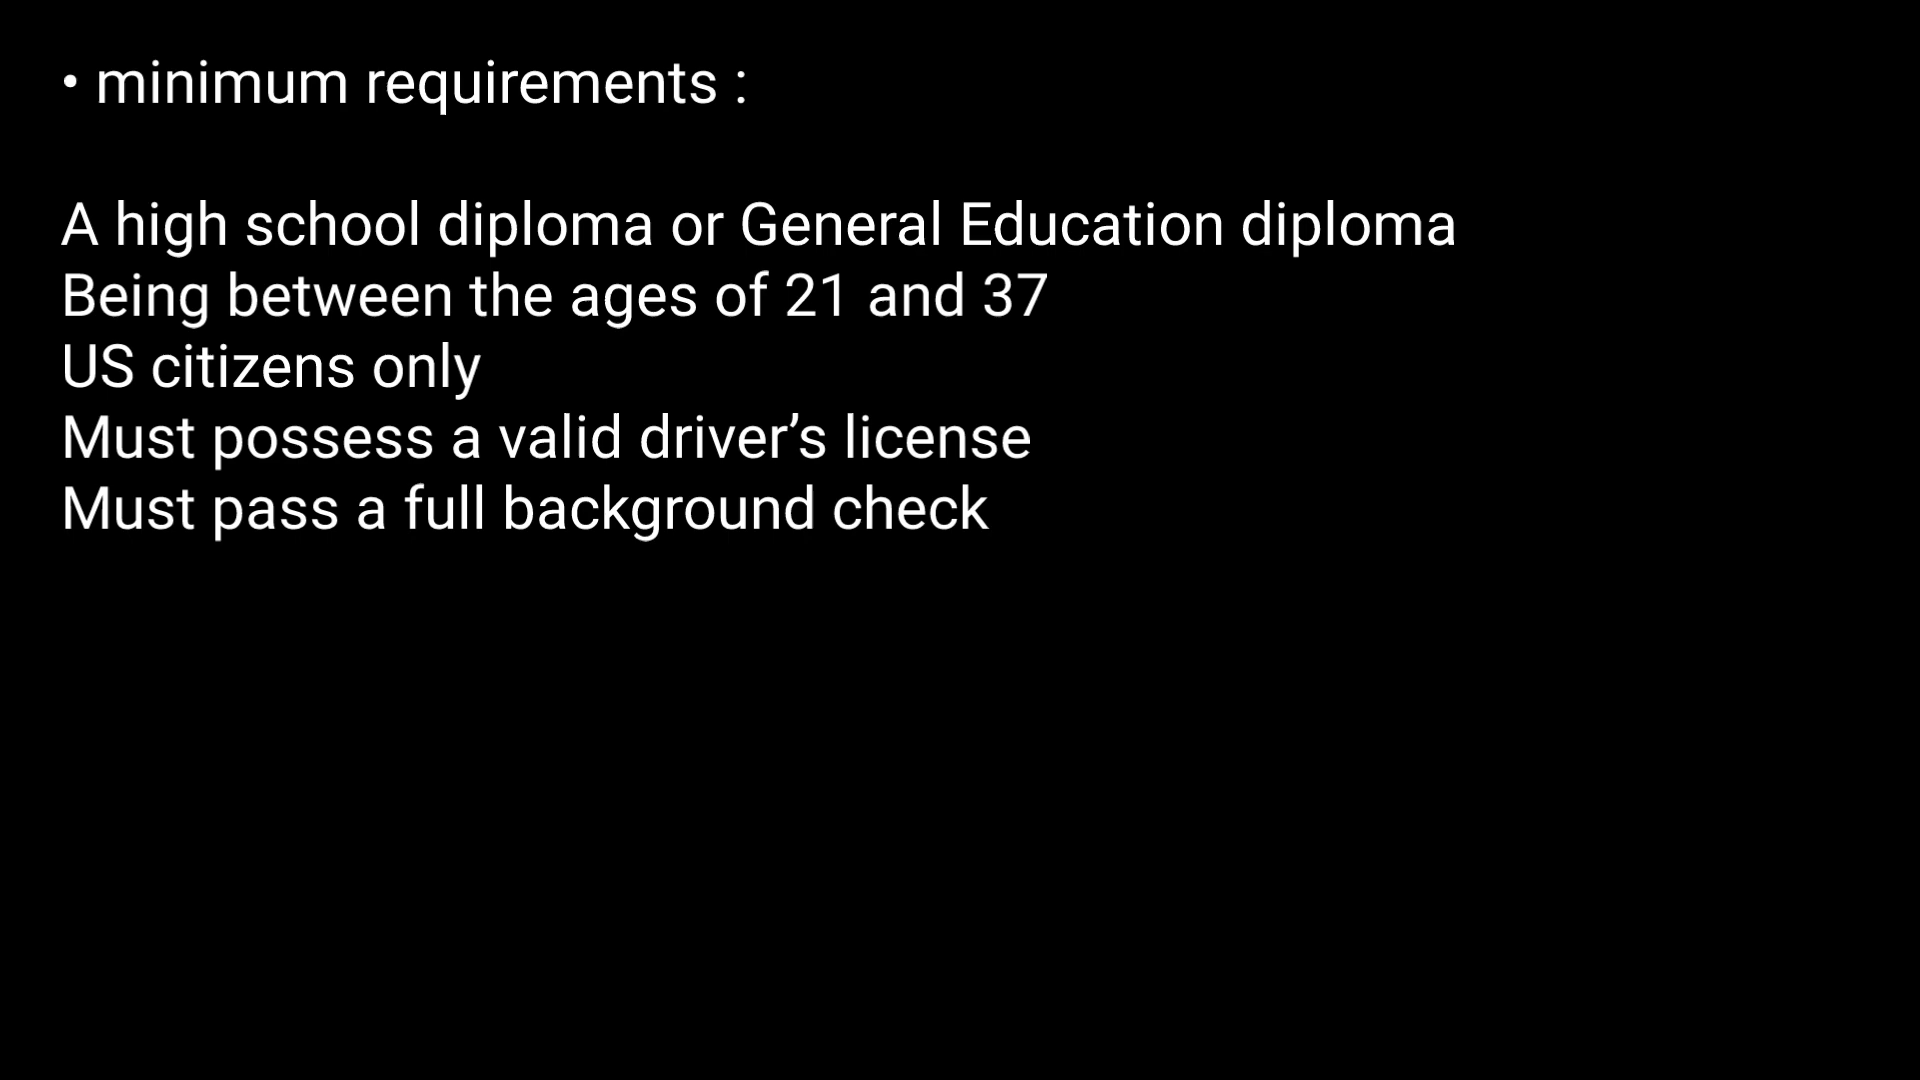 • minimum requirements :
A high school diploma or General Education diploma
Being between the ages of 21 and 37
US citizens only
Must possess a valid driver’s license
Must pass a full background check